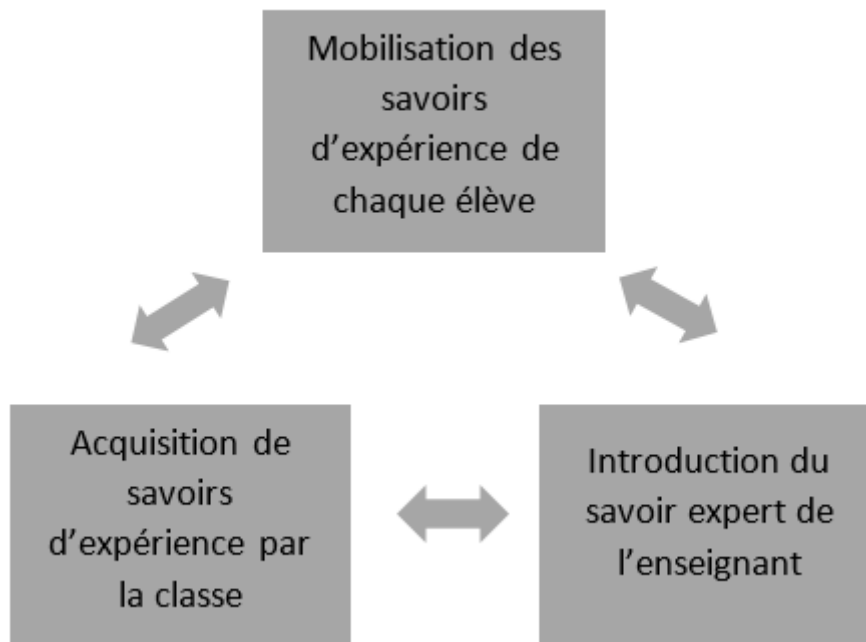 Mobilisation des
savoirs
d’expérience de
chaque élève
Acquisition de
savoirs
d’expérience par
la classe
Introduction du
savoir expert de
l’enseignant